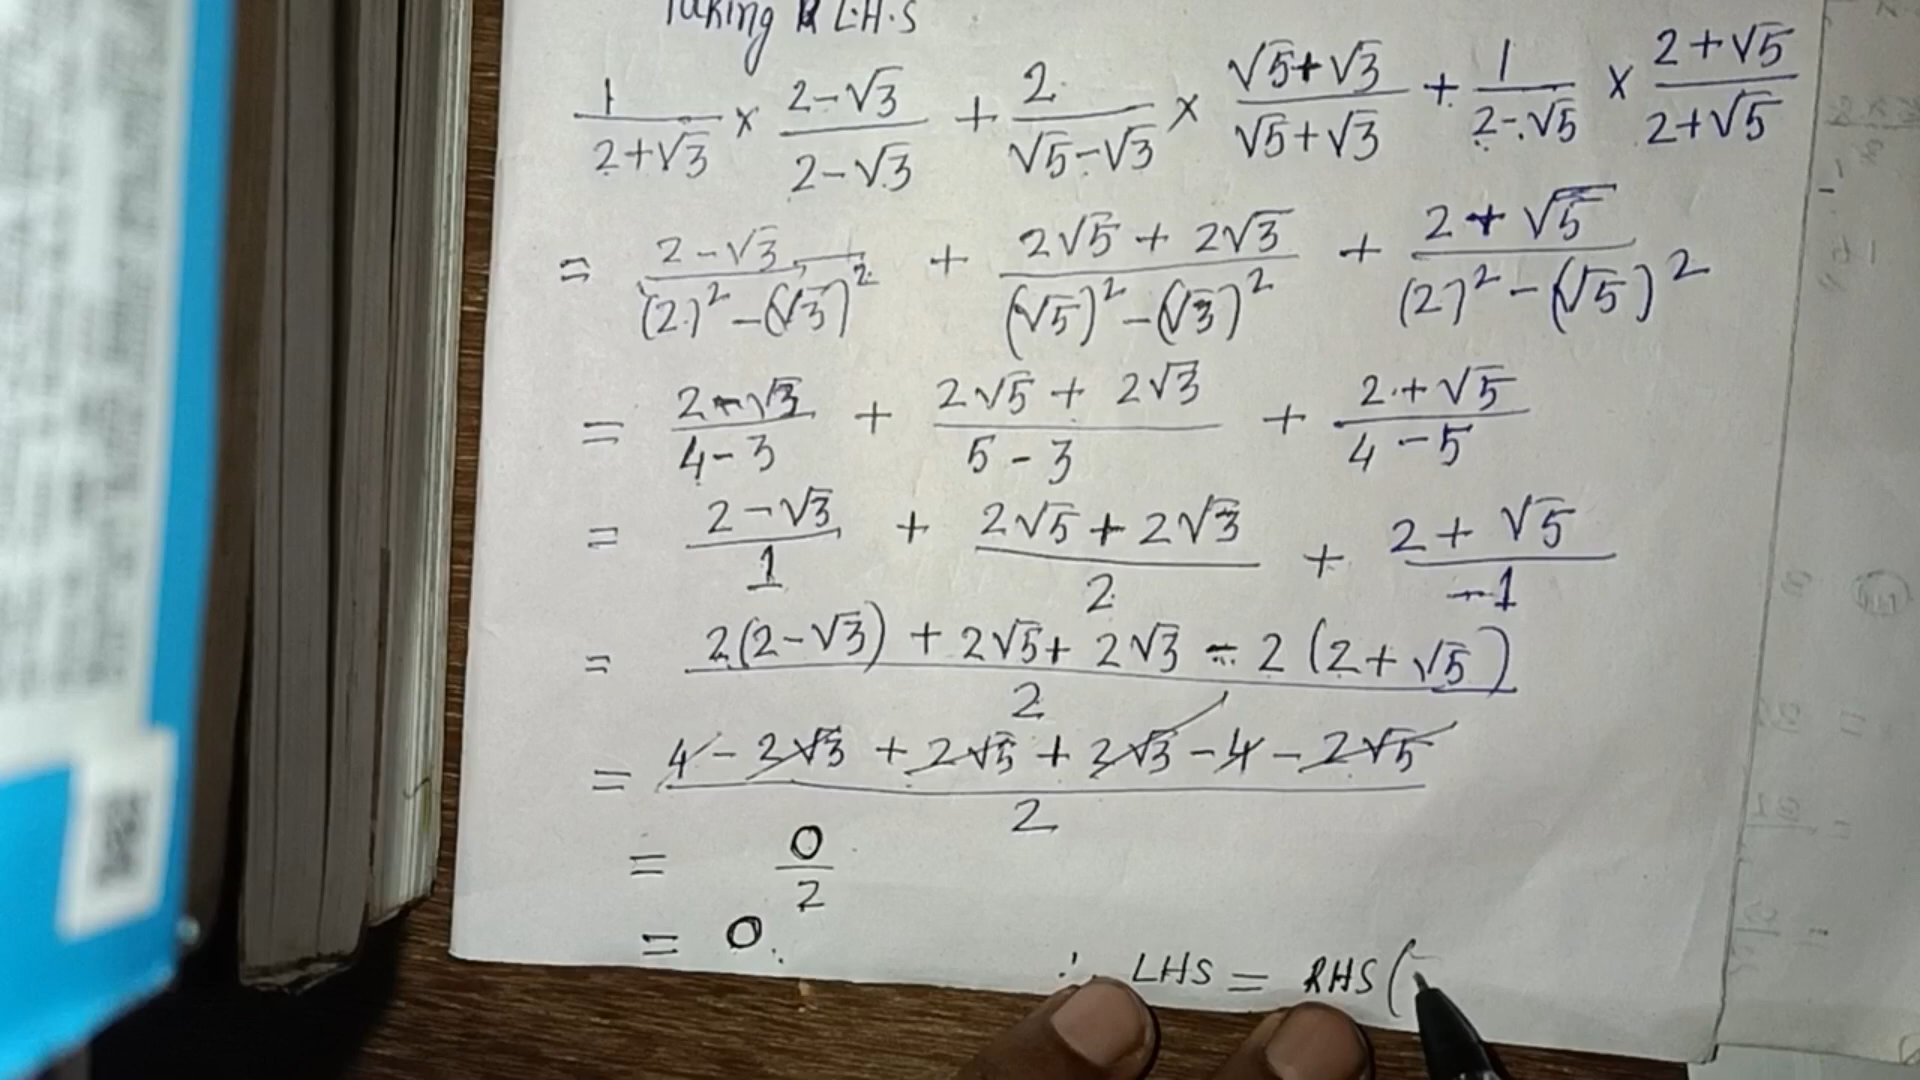 Taking L.H.S
1/(2+√3) × (2-√3)/(2-√3) + 2/(√5-√3) × (√5+√3)/(√5+√3) + 1/(2-√5) × (2+√5)/(2+√5)
= (2-√3)/((2)²-(√3)²) + (2√5+2√3)/((√5)²-(√3)²) + (2+√5)/((2)²-(√5)²)
= (2-√3)/(4-3) + (2√5+2√3)/(5-3) + (2+√5)/(4-5)
= (2-√3)/1 + (2√5+2√3)/2 + (2+√5)/-1
= (2(2-√3)+2√5+2√3-2(2+√5))/2
= (4-2√3+2√5+2√3-4-2√5)/2
= 0/2
= 0.
∴ LHS = RHS (